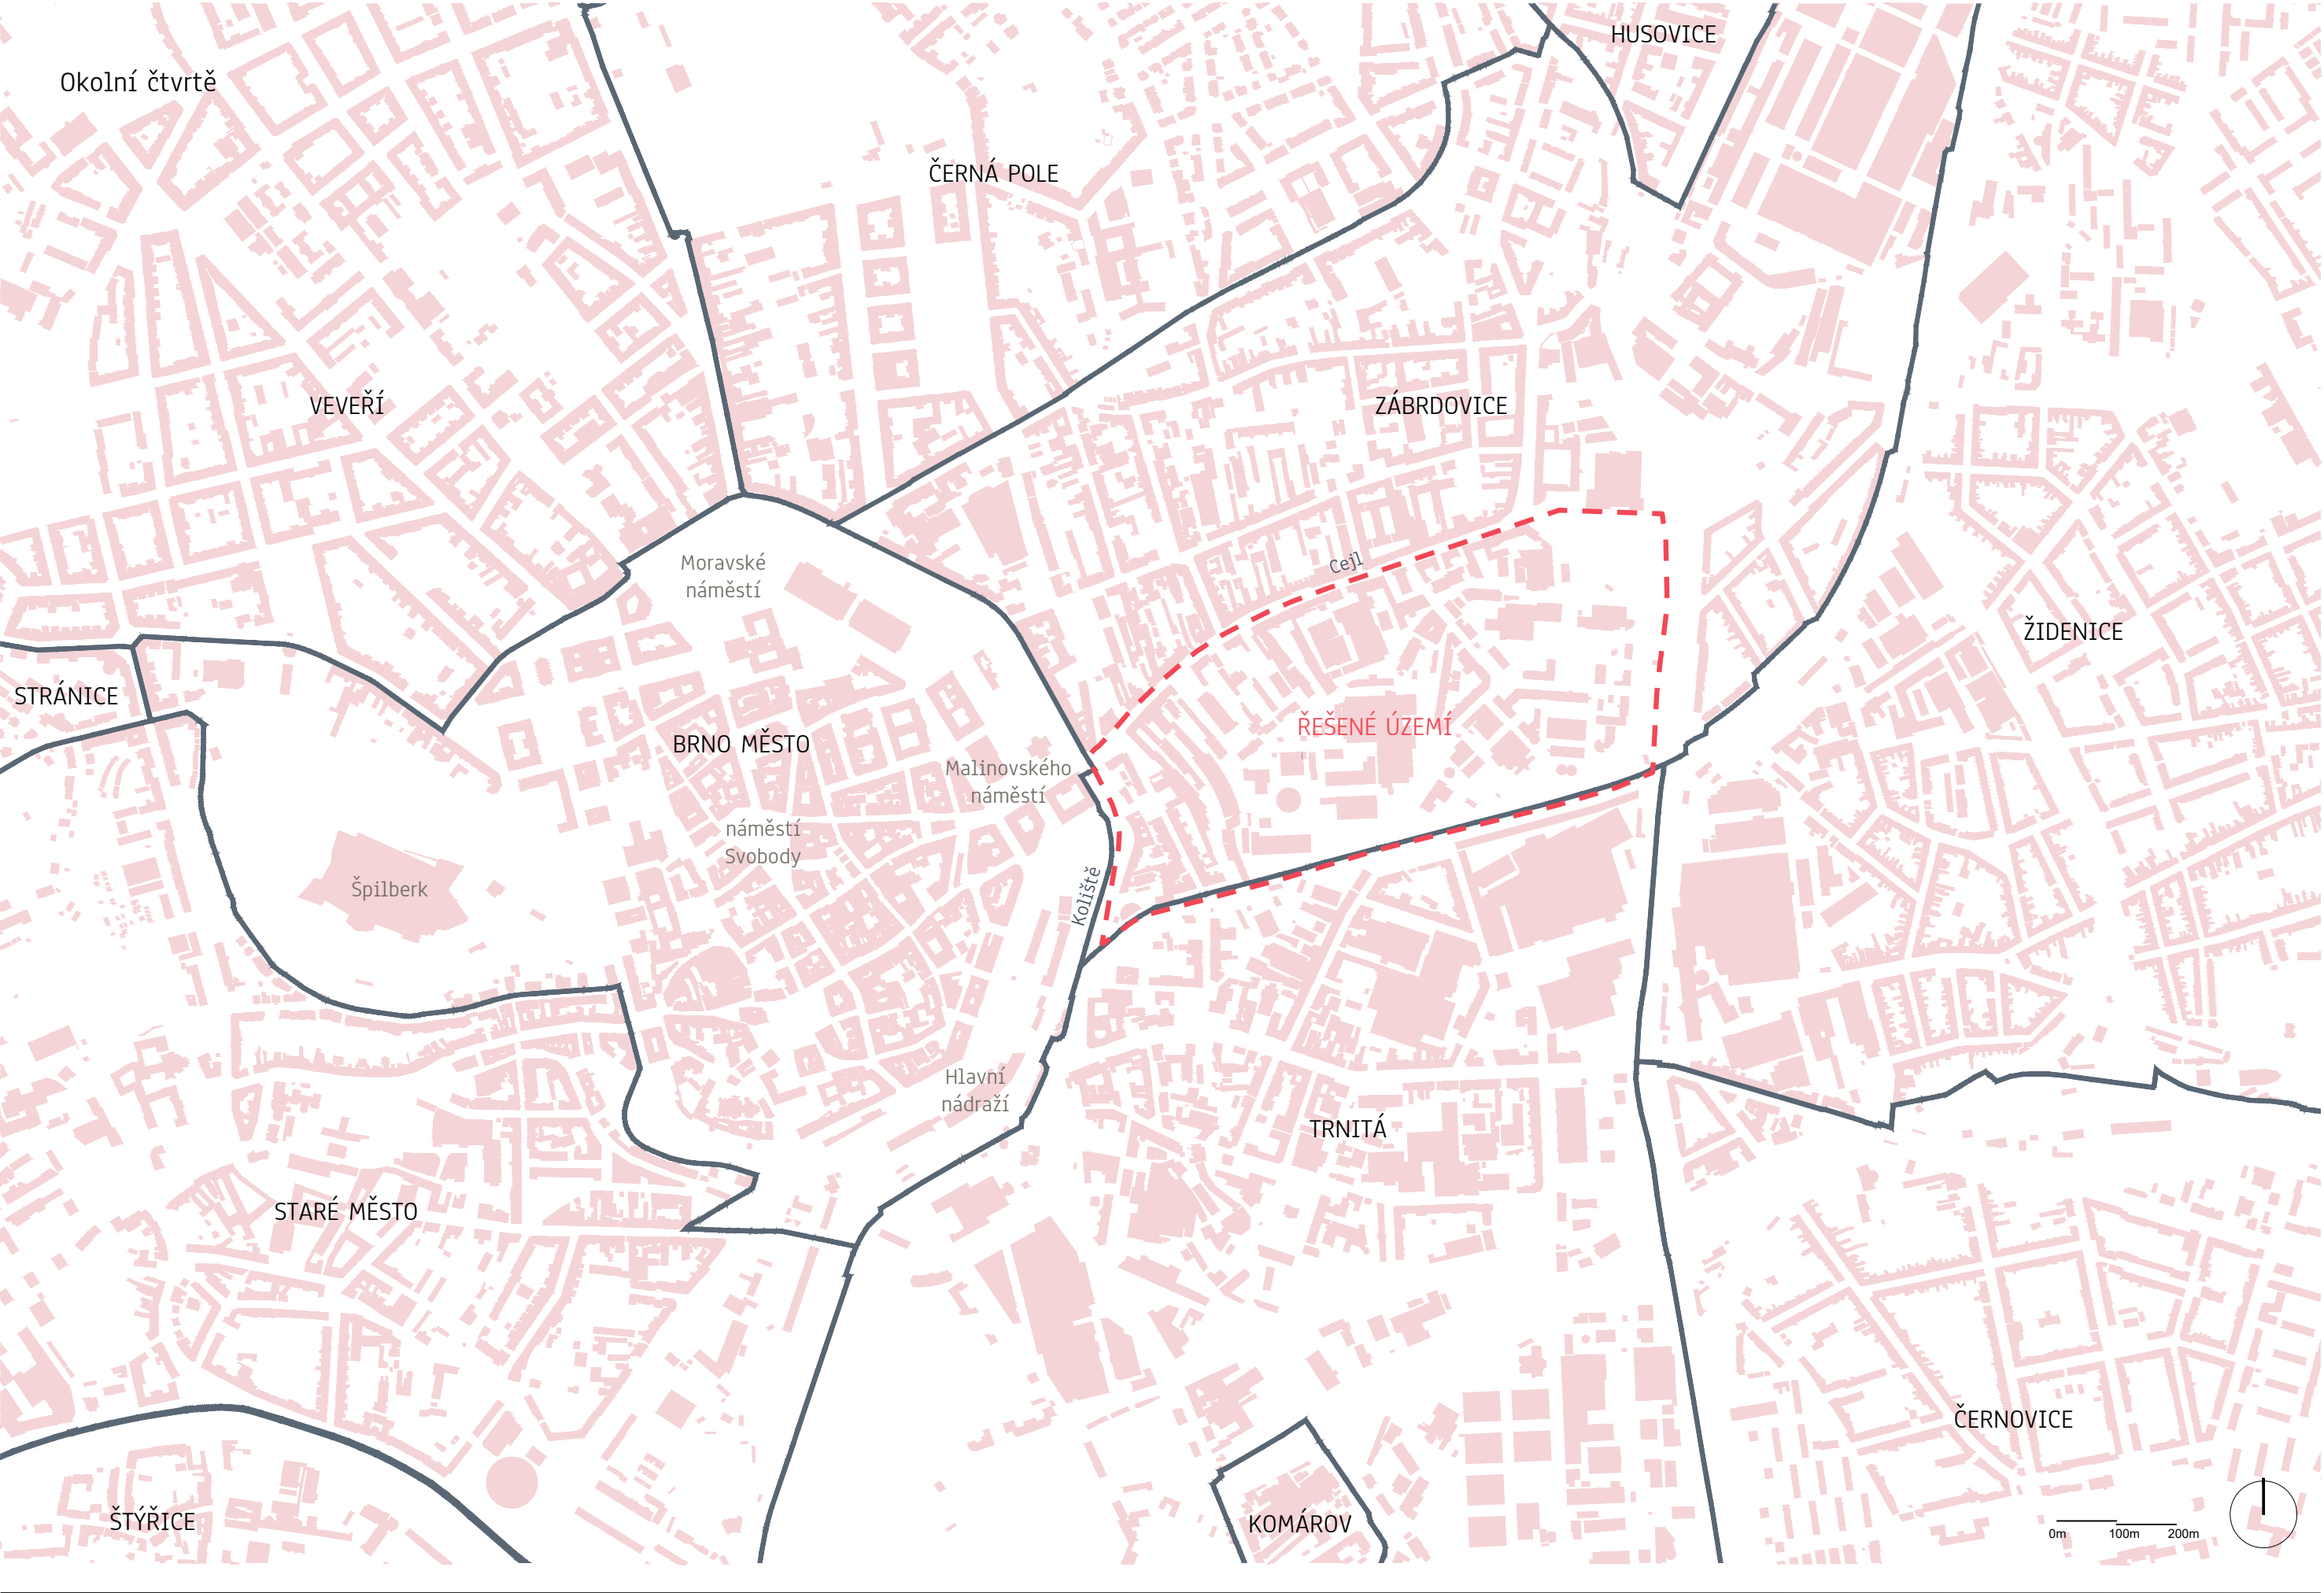 Okolní čtvrtě
HUSOVICE
ČERNÁ POLE
VEVEŘÍ
ZÁBRDOVICE
Moravské
náměstí
Cejl
ŽIDENICE
STRÁNICE
ŘEŠENÉ ÚZEMÍ
BRNO MĚSTO
Malinovského
náměstí
náměstí
Svobody
Špilberk
Koliště
Hlavní
nádraží
TRNITÁ
STARÉ MĚSTO
ČERNOVICE
ŠTÝŘICE
KOMÁROV
0m 100m 200m